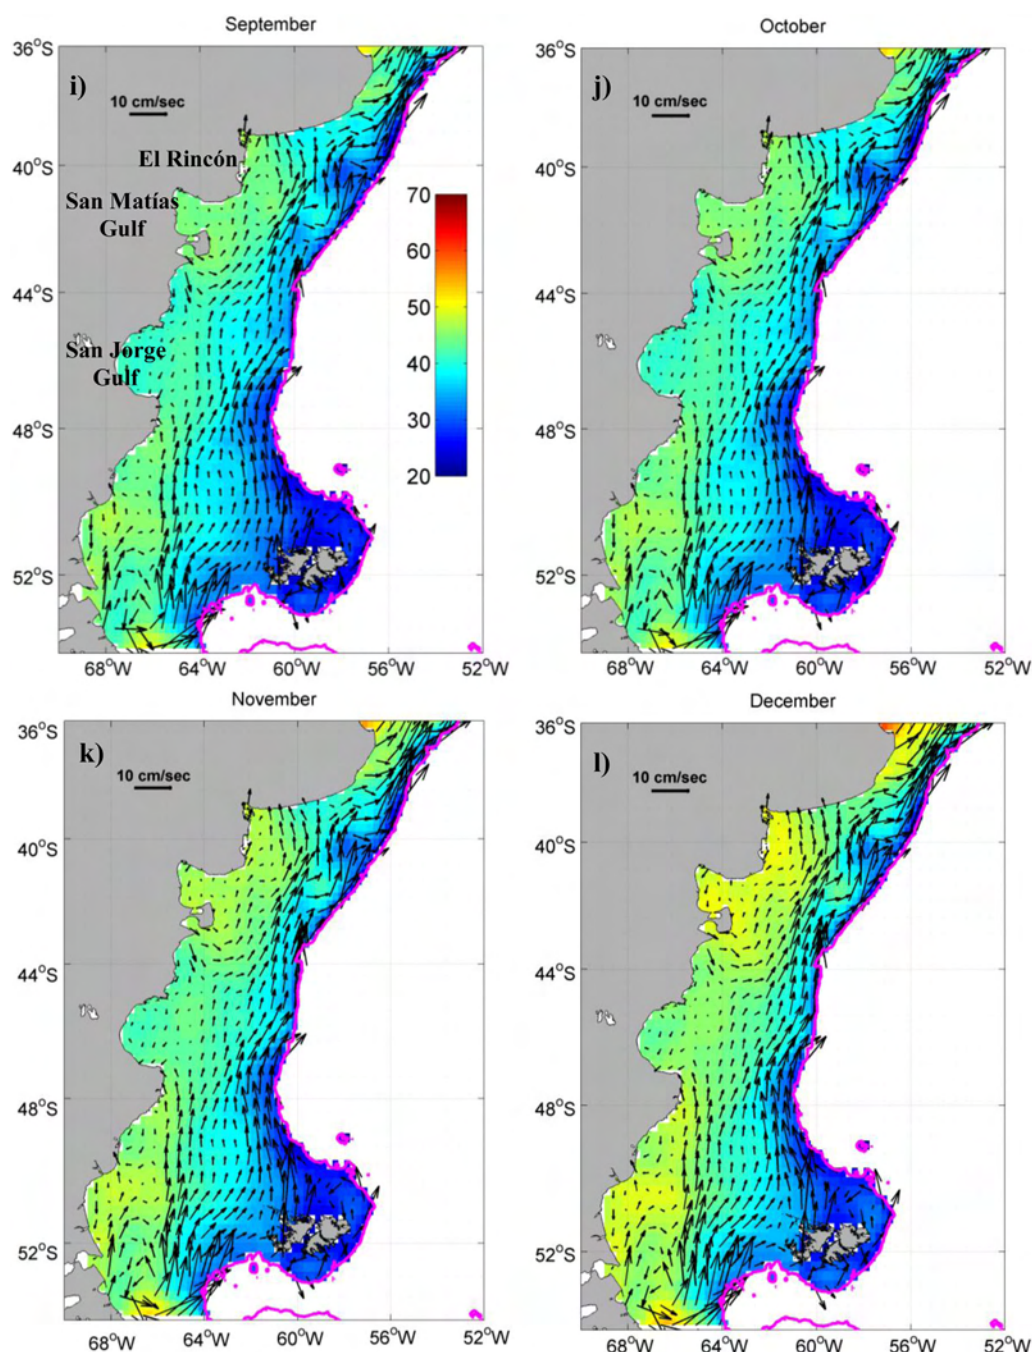 September
36°S
i)
10 cm/sec
El Rincón
40°S
San Matías
Gulf
70
60
50
40
30
20
44°S
San Jorge
Gulf
48°S
52°S
68°W 64°W 60°W 56°W 52°W
October
36°S
j)
10 cm/sec
40°S
44°S
48°S
52°S
68°W 64°W 60°W 56°W 52°W
November
36°S
k)
10 cm/sec
40°S
44°S
48°S
52°S
68°W 64°W 60°W 56°W 52°W
December
36°S
l)
10 cm/sec
40°S
44°S
48°S
52°S
68°W 64°W 60°W 56°W 52°W